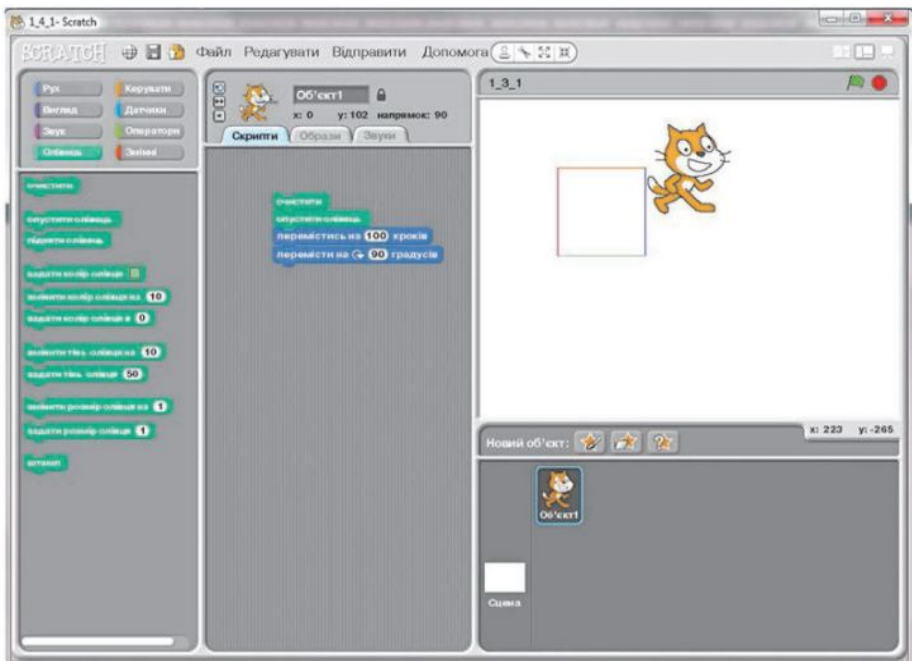 1_4_1- Scratch
SCRATCH Файл Редагувати Відправити Допомога
Рух Керувати
Вигляд Датчики
Звук Оператори
Олівець Змінні
очистити
опустити олівець
підняти олівець
задати колір олівця
змінити колір олівця на 10
задати колір олівця в 0
змінити тінь олівця на 10
задати тінь олівця 50
змінити розмір олівця на 1
задати розмір олівця 1
штамп
Об'єкт1
x: 0 y: 102 напрямок: 90
Скрипти Образи Звуки
очистити
опустити олівець
перемістись на 100 кроків
перемісти на 90 градусів
1_3_1
x: 223 y: -265
Новий об'єкт:
Об'єкт1
Сцена